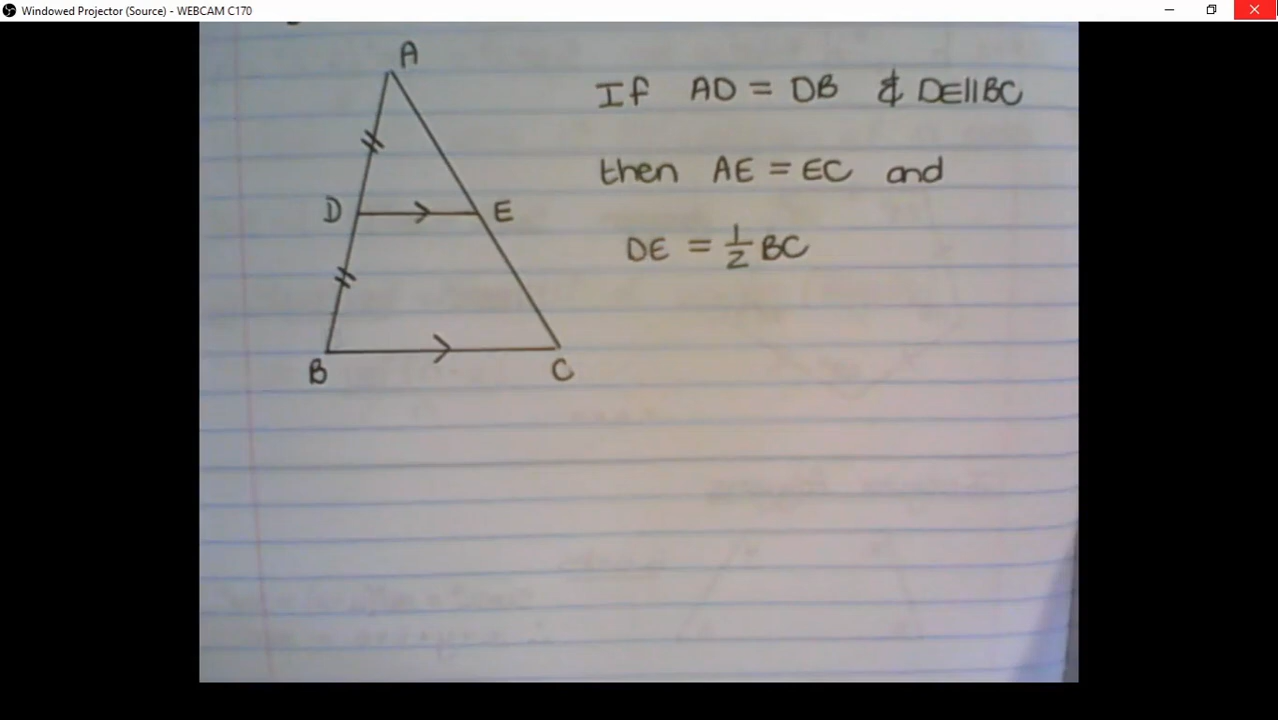 Windowed Projector (Source) - WEBCAM C170
A
If AD = DB & DE||BC
then AE = EC and
D
E
DE = 1/2 BC
B
C